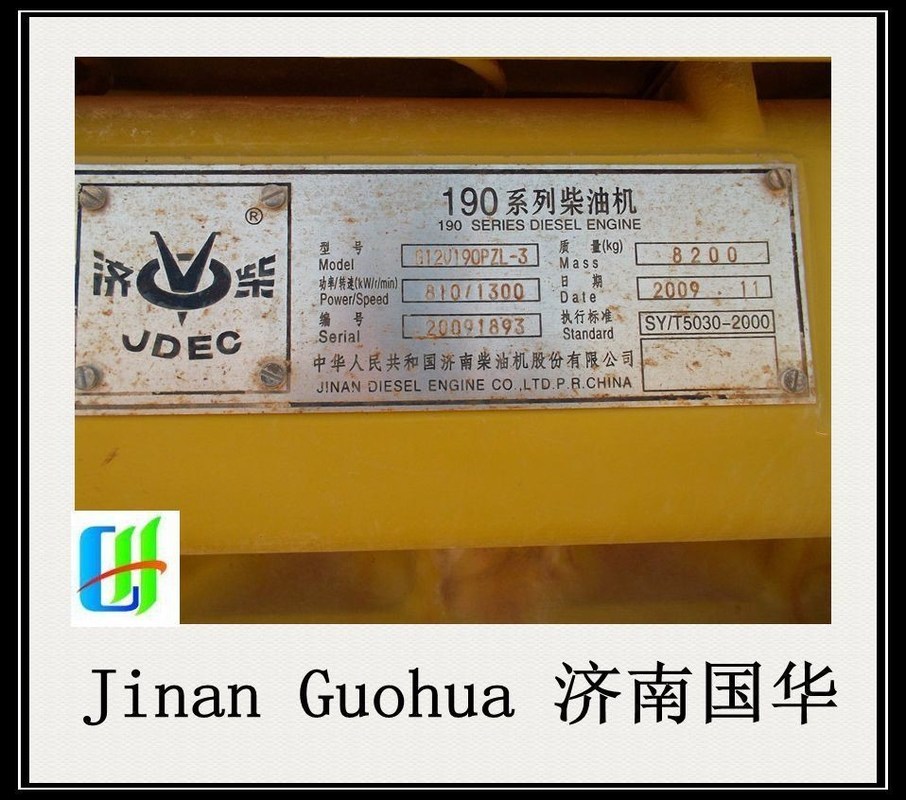 190 系列柴油机
190 SERIES DIESEL ENGINE
®
济 柴
JDEC
型 号
Model
G12V190PZL-3
质 量(kg)
Mass
8200
功率/转速(kW/r/min)
Power/Speed
810/1300
日 期
Date
2009 11
编 号
Serial
20091893
执行标准
Standard
SY/T5030-2000
中华人民共和国济南柴油机股份有限公司
JINAN DIESEL ENGINE CO.,LTD.P.R.CHINA
Jinan Guohua 济南国华